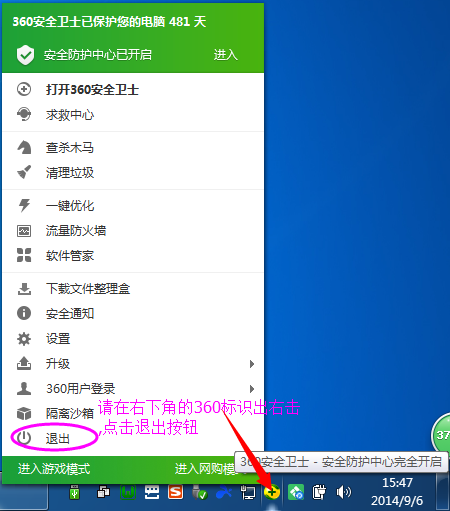 360安全卫士已保护您的电脑 481 天
安全防护中心已开启 进入
打开360安全卫士
求救中心
查杀木马
清理垃圾
一键优化
流量防火墙
软件管家
下载文件整理盒
安全通知
设置
升级
360用户登录
请在右下角的360标识出右击
隔离沙箱
,点击退出按钮
退出
37
360安全卫士 - 安全防护中心完全开启
进入游戏模式 进入网购模
15:47
2014/9/6